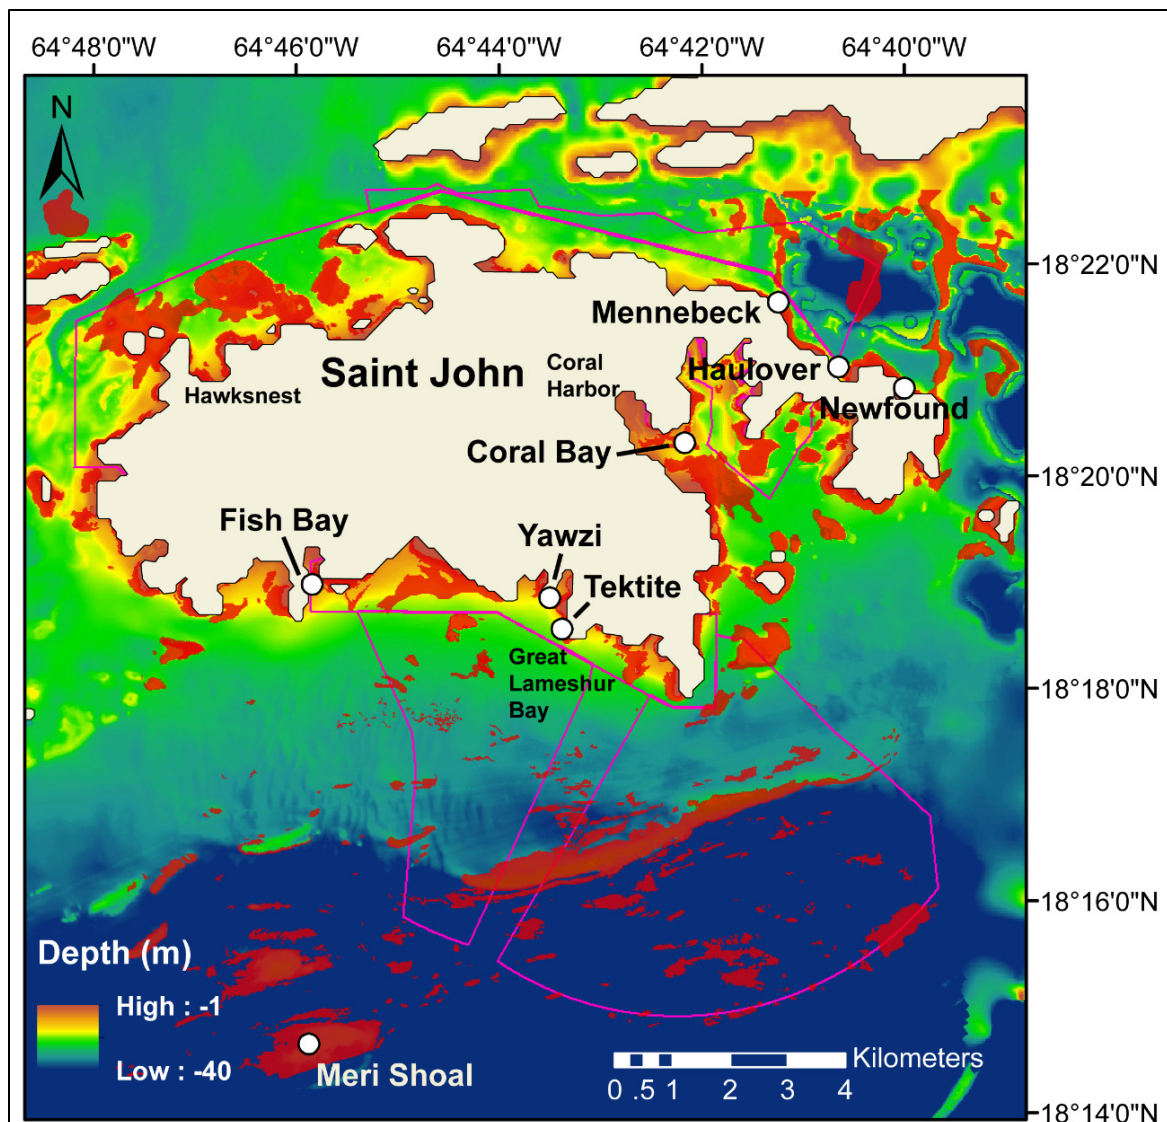 64°48'0"W 64°46'0"W 64°44'0"W 64°42'0"W 64°40'0"W
N
18°22'0"N
Mennebeck
Saint John
Coral
Harbor
Haulover
Hawksnest
Newfound
Coral Bay
18°20'0"N
Fish Bay
Yawzi
Tektite
Great
Lameshur
Bay
18°18'0"N
18°16'0"N
Depth (m)
High : -1
Low : -40
Meri Shoal
Kilometers
0 .5 1 2 3 4
18°14'0"N